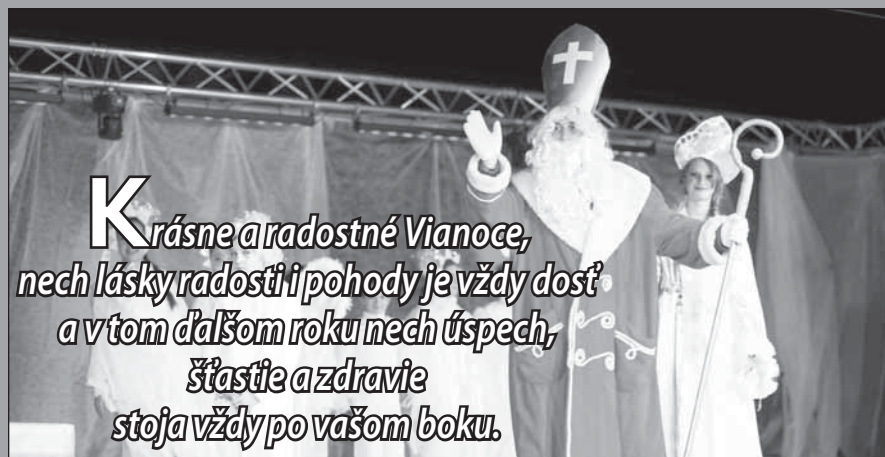 Krásne a radostné Vianoce,
nech lásky radosti i pohody je vždy dosť
a v tom ďalšom roku nech úspech,
šťastie a zdravie
stoja vždy po vašom boku.